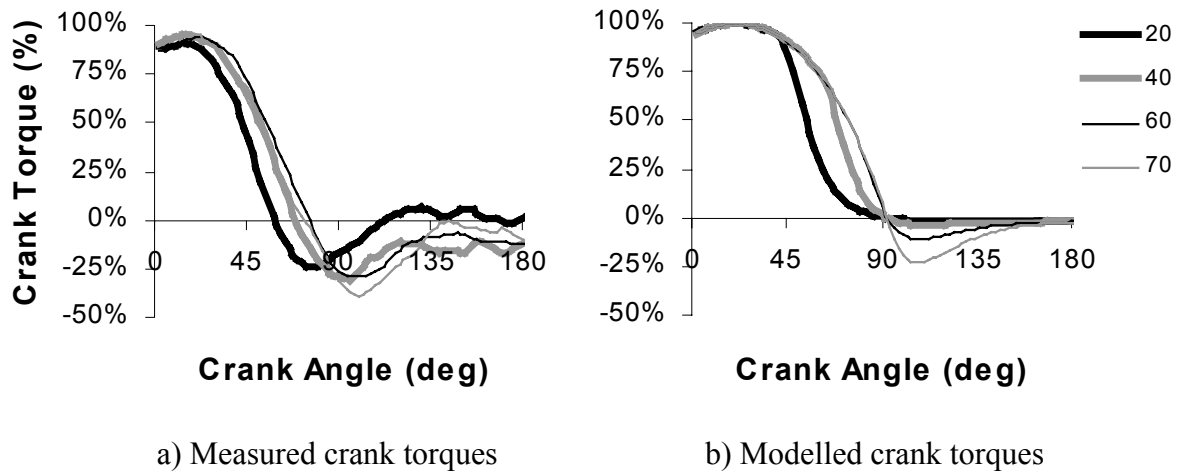 Crank Torque (%)
100%
75%
50%
25%
0%
-25%
-50%
0 45 90 135 180
Crank Angle (deg)
a) Measured crank torques
100%
75%
50%
25%
0%
-25%
-50%
0 45 90 135 180
Crank Angle (deg)
b) Modelled crank torques
20
40
60
70